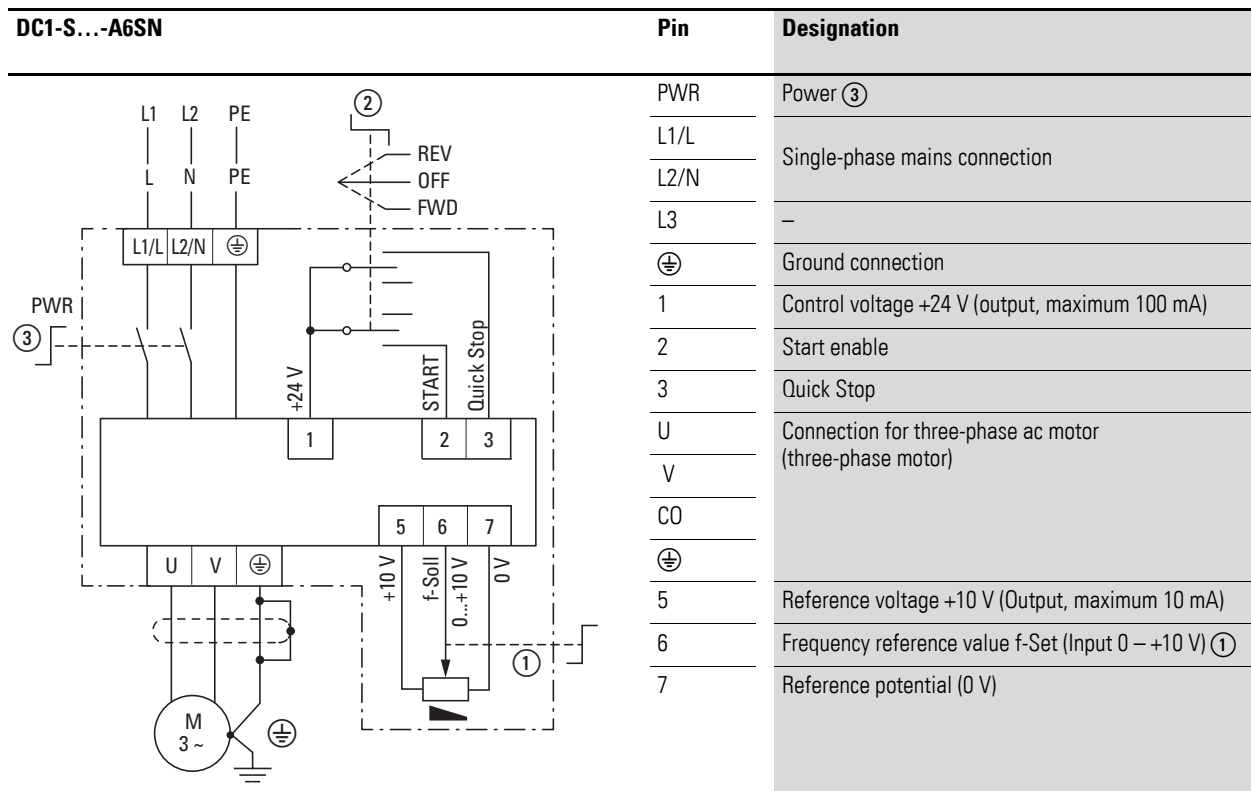 DC1-S...-A6SN
Pin
Designation
PWR
Power ③
L1/L
L2/N
Single-phase mains connection
L3
–
Ground connection
1
Control voltage +24 V (output, maximum 100 mA)
2
Start enable
3
Quick Stop
U
V
CO
Connection for three-phase ac motor
(three-phase motor)
5
Reference voltage +10 V (Output, maximum 10 mA)
6
Frequency reference value f-Set (Input 0 – +10 V) ①
7
Reference potential (0 V)
L1 L2 PE
②
REV
L N PE
OFF
FWD
L1/L L2/N
PWR
③
+24 V
START
Quick Stop
1 2 3
5 6 7
U V
+10 V
f-Soll
0...+10 V
0 V
①
M
3 ~